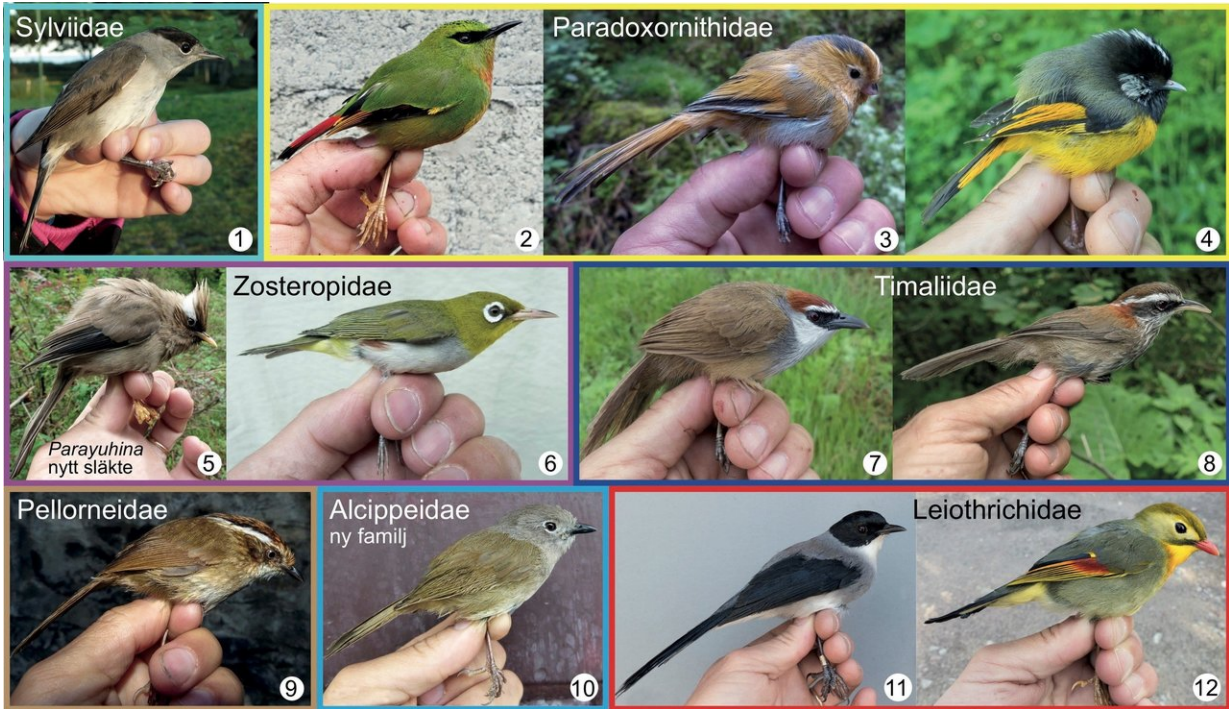 Sylviidae
1
Paradoxornithidae
2
3
4
Parayuhina
nytt släkte
5
Zosteropidae
6
Timaliidae
7
8
Pellorneidae
9
Alcippeidae
ny familj
10
Leiothrichidae
11
12